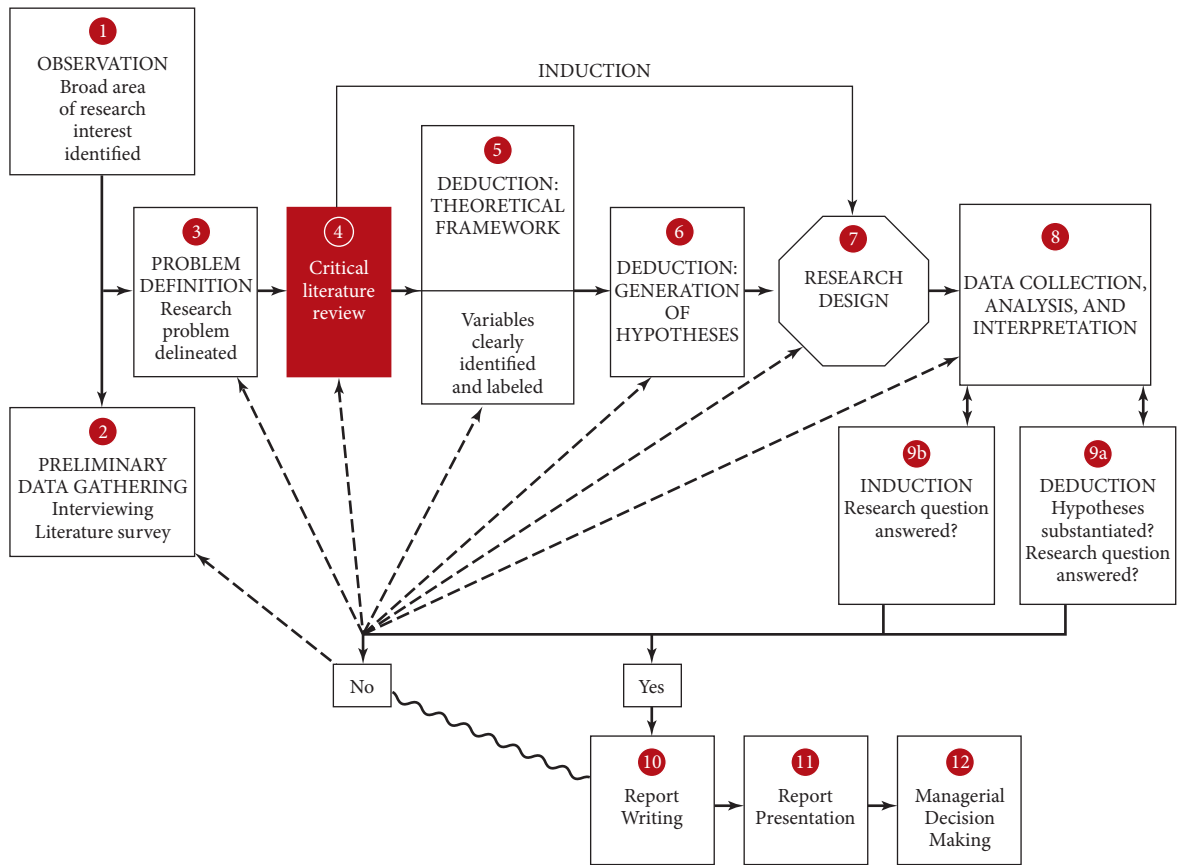 1
OBSERVATION
Broad area
of research
interest
identified
INDUCTION
3
PROBLEM
DEFINITION
Research
problem
delineated
4
Critical
literature
review
5
DEDUCTION:
THEORETICAL
FRAMEWORK
Variables
clearly
identified
and labeled
6
DEDUCTION:
GENERATION
OF
HYPOTHESES
7
RESEARCH
DESIGN
8
DATA COLLECTION,
ANALYSIS, AND
INTERPRETATION
2
PRELIMINARY
DATA GATHERING
Interviewing
Literature survey
9b
INDUCTION
Research question
answered?
9a
DEDUCTION
Hypotheses
substantiated?
Research question
answered?
No
Yes
10
Report
Writing
11
Report
Presentation
12
Managerial
Decision
Making